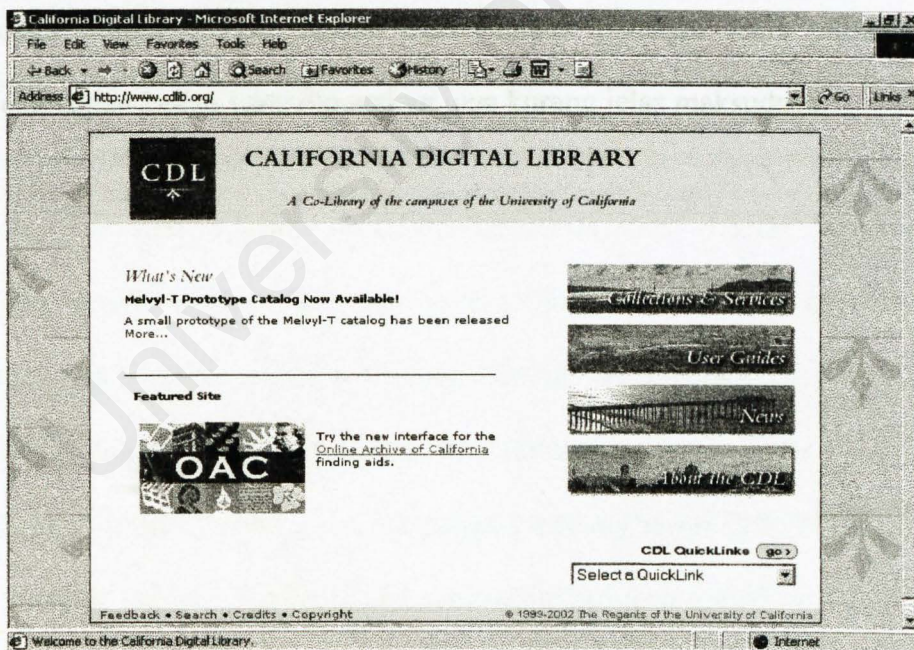 California Digital Library - Microsoft Internet Explorer
File Edit View Favorites Tools Help
Back Search Favorites History
Address http://www.cdlib.org/ Go Links
CDL
CALIFORNIA DIGITAL LIBRARY
A Co-Library of the campuses of the University of California
What's New
Melvyl-T Prototype Catalog Now Available!
A small prototype of the Melvyl-T catalog has been released
More...
Featured Site
OAC
Try the new interface for the
Online Archive of California
finding aids.
Collections & Services
User Guides
News
About the CDL
CDL QuickLinks go >
Select a QuickLink
Feedback • Search • Credits • Copyright
© 1999-2002 The Regents of the University of California
Welcome to the California Digital Library.
Internet
University